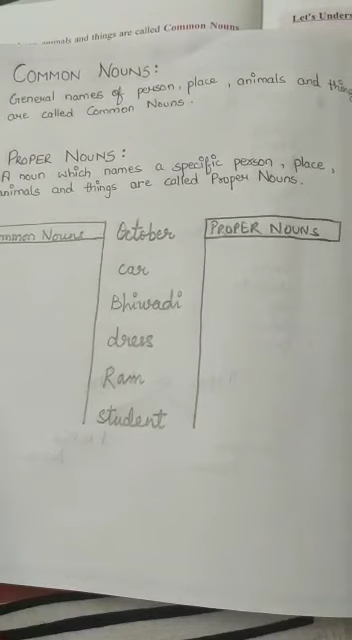 animals and things are called Common Nouns
Let's Unders
COMMON NOUNS:
General names of person, place, animals and thing
are called Common Nouns.
PROPER NOUNS:
A noun which names a specific person, place,
animals and things are called Proper Nouns.
mmon Nouns October PROPER NOUNS
car
Bhiwadi
dress
Ram
student